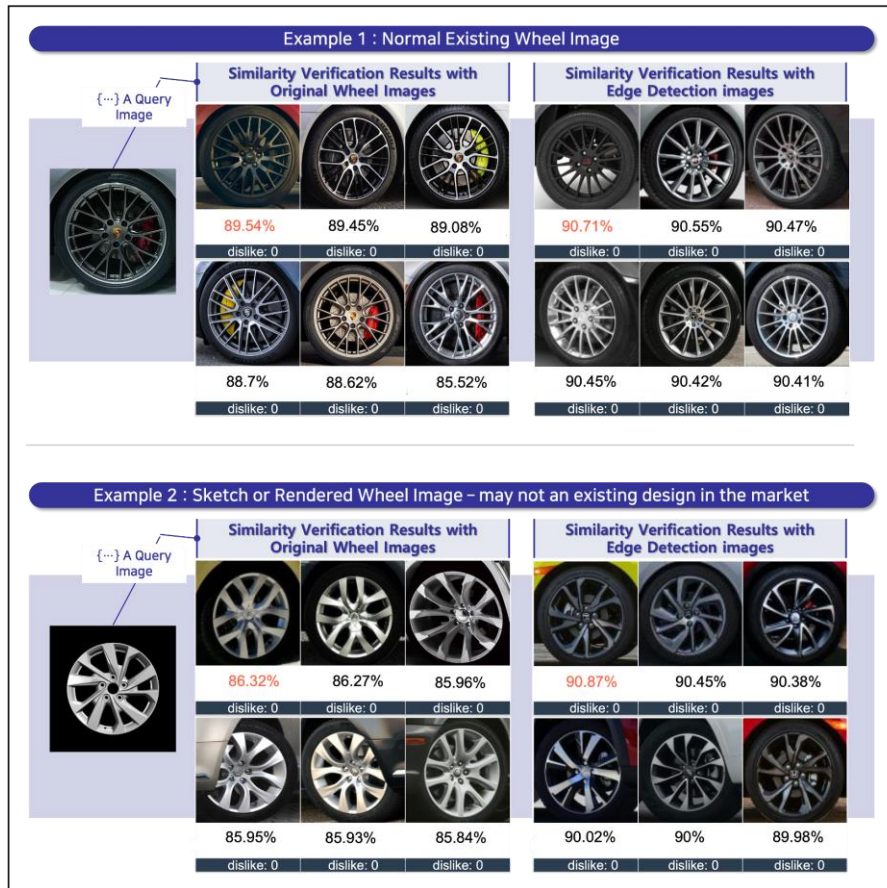 Example 1 : Normal Existing Wheel Image
{···} A Query
Image
Similarity Verification Results with
Original Wheel Images
89.54% 89.45% 89.08%
dislike: 0 dislike: 0 dislike: 0
88.7% 88.62% 85.52%
dislike: 0 dislike: 0 dislike: 0
Similarity Verification Results with
Edge Detection images
90.71% 90.55% 90.47%
dislike: 0 dislike: 0 dislike: 0
90.45% 90.42% 90.41%
dislike: 0 dislike: 0 dislike: 0
Example 2 : Sketch or Rendered Wheel Image – may not an existing design in the market
{···} A Query
Image
Similarity Verification Results with
Original Wheel Images
86.32% 86.27% 85.96%
dislike: 0 dislike: 0 dislike: 0
85.95% 85.93% 85.84%
dislike: 0 dislike: 0 dislike: 0
Similarity Verification Results with
Edge Detection images
90.87% 90.45% 90.38%
dislike: 0 dislike: 0 dislike: 0
90.02% 90% 89.98%
dislike: 0 dislike: 0 dislike: 0